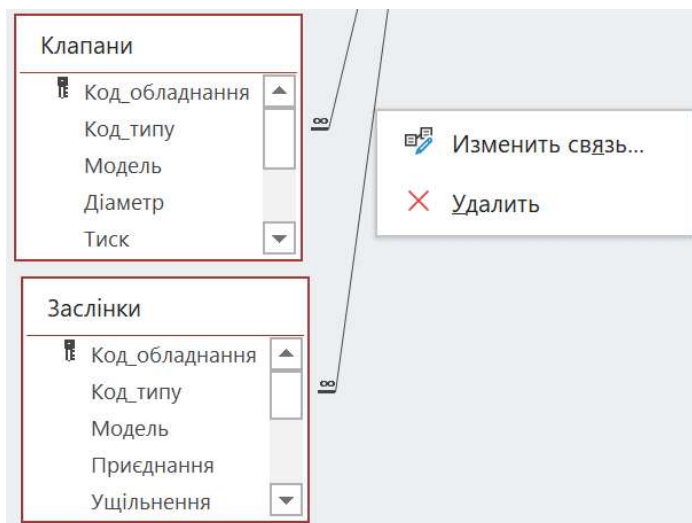 Клапани
Код_обладнання
Код_типу
Модель
Діаметр
Тиск
∞
Изменить связь...
Удалить
Заслінки
Код_обладнання
Код_типу
Модель
Приєднання
Ущільнення
∞